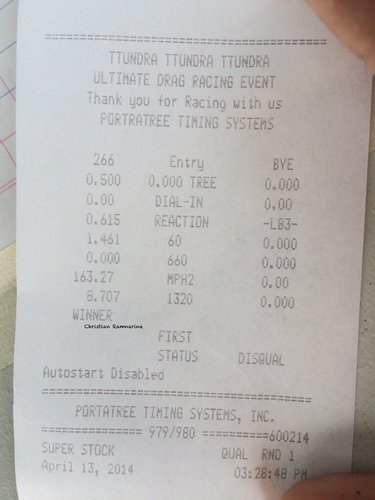 ==============================================
TTUNDRA TTUNDRA TTUNDRA
ULTIMATE DRAG RACING EVENT
Thank you for Racing with us
PORTRATREE TIMING SYSTEMS
266 Entry BYE
0.500 0.000 TREE 0.000
0.00 DIAL-IN 0.00
0.615 REACTION -LB3-
1.461 60 0.000
0.000 660 0.000
163.27 MPH2 0.00
8.707 1320 0.000
WINNER
Christian Ramnarine
FIRST
STATUS DISQUAL
Autostart Disabled
==============================================
PORTATREE TIMING SYSTEMS, INC.
=============== 979/980 ==========600214
SUPER STOCK QUAL RND 1
April 13, 2014 03:28:48 PM